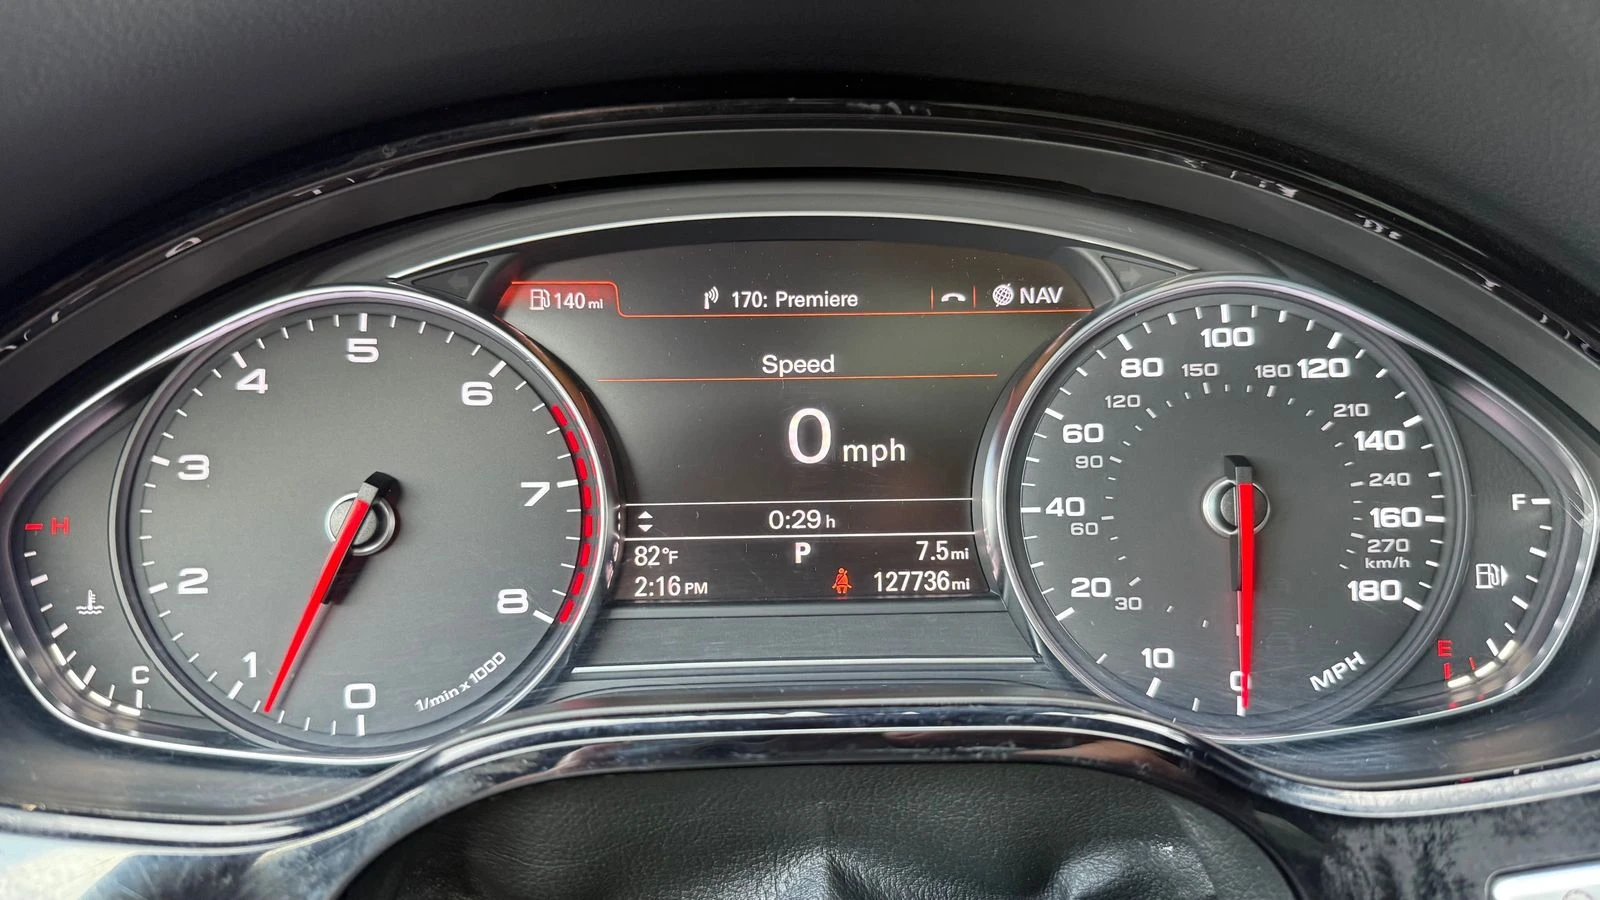 140 mi
170: Premiere
NAV
Speed
0 mph
0:29 h
82°F
P
7.5 mi
2:16 PM
127736 mi
0
1
2
3
4
5
6
7
8
1/min x 1000
H
C
0
10
20
40
60
80
100
120
140
160
180
MPH
30
60
90
120
150
180
210
240
270
km/h
F
E